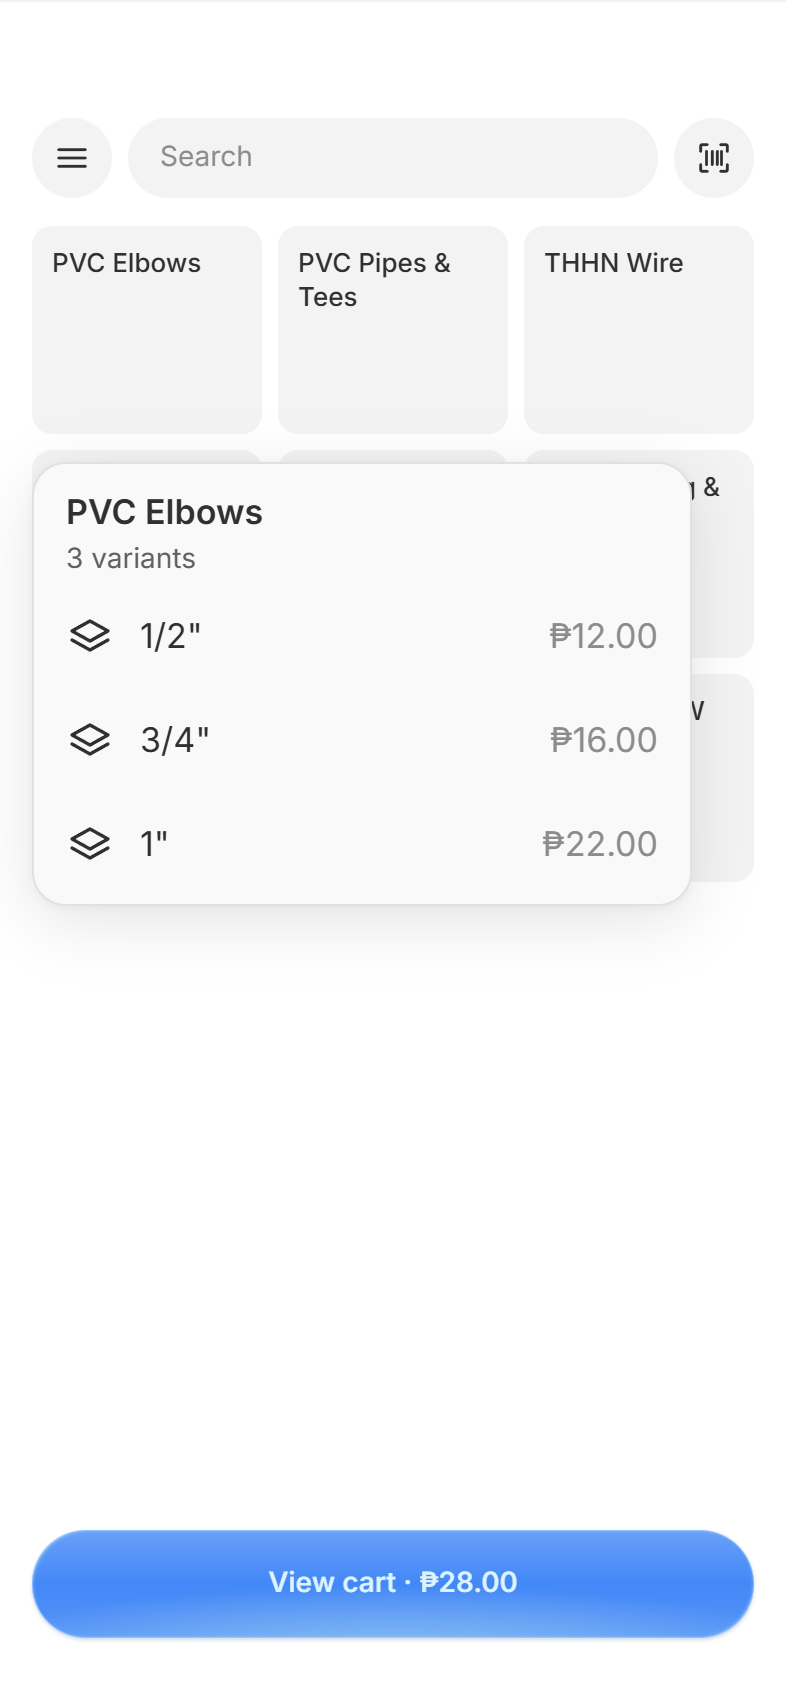 Search
PVC Elbows
PVC Pipes &
Tees
THHN Wire
&
PVC Elbows
3 variants
1/2"
₱12.00
3/4"
₱16.00
1"
₱22.00
View cart · ₱28.00